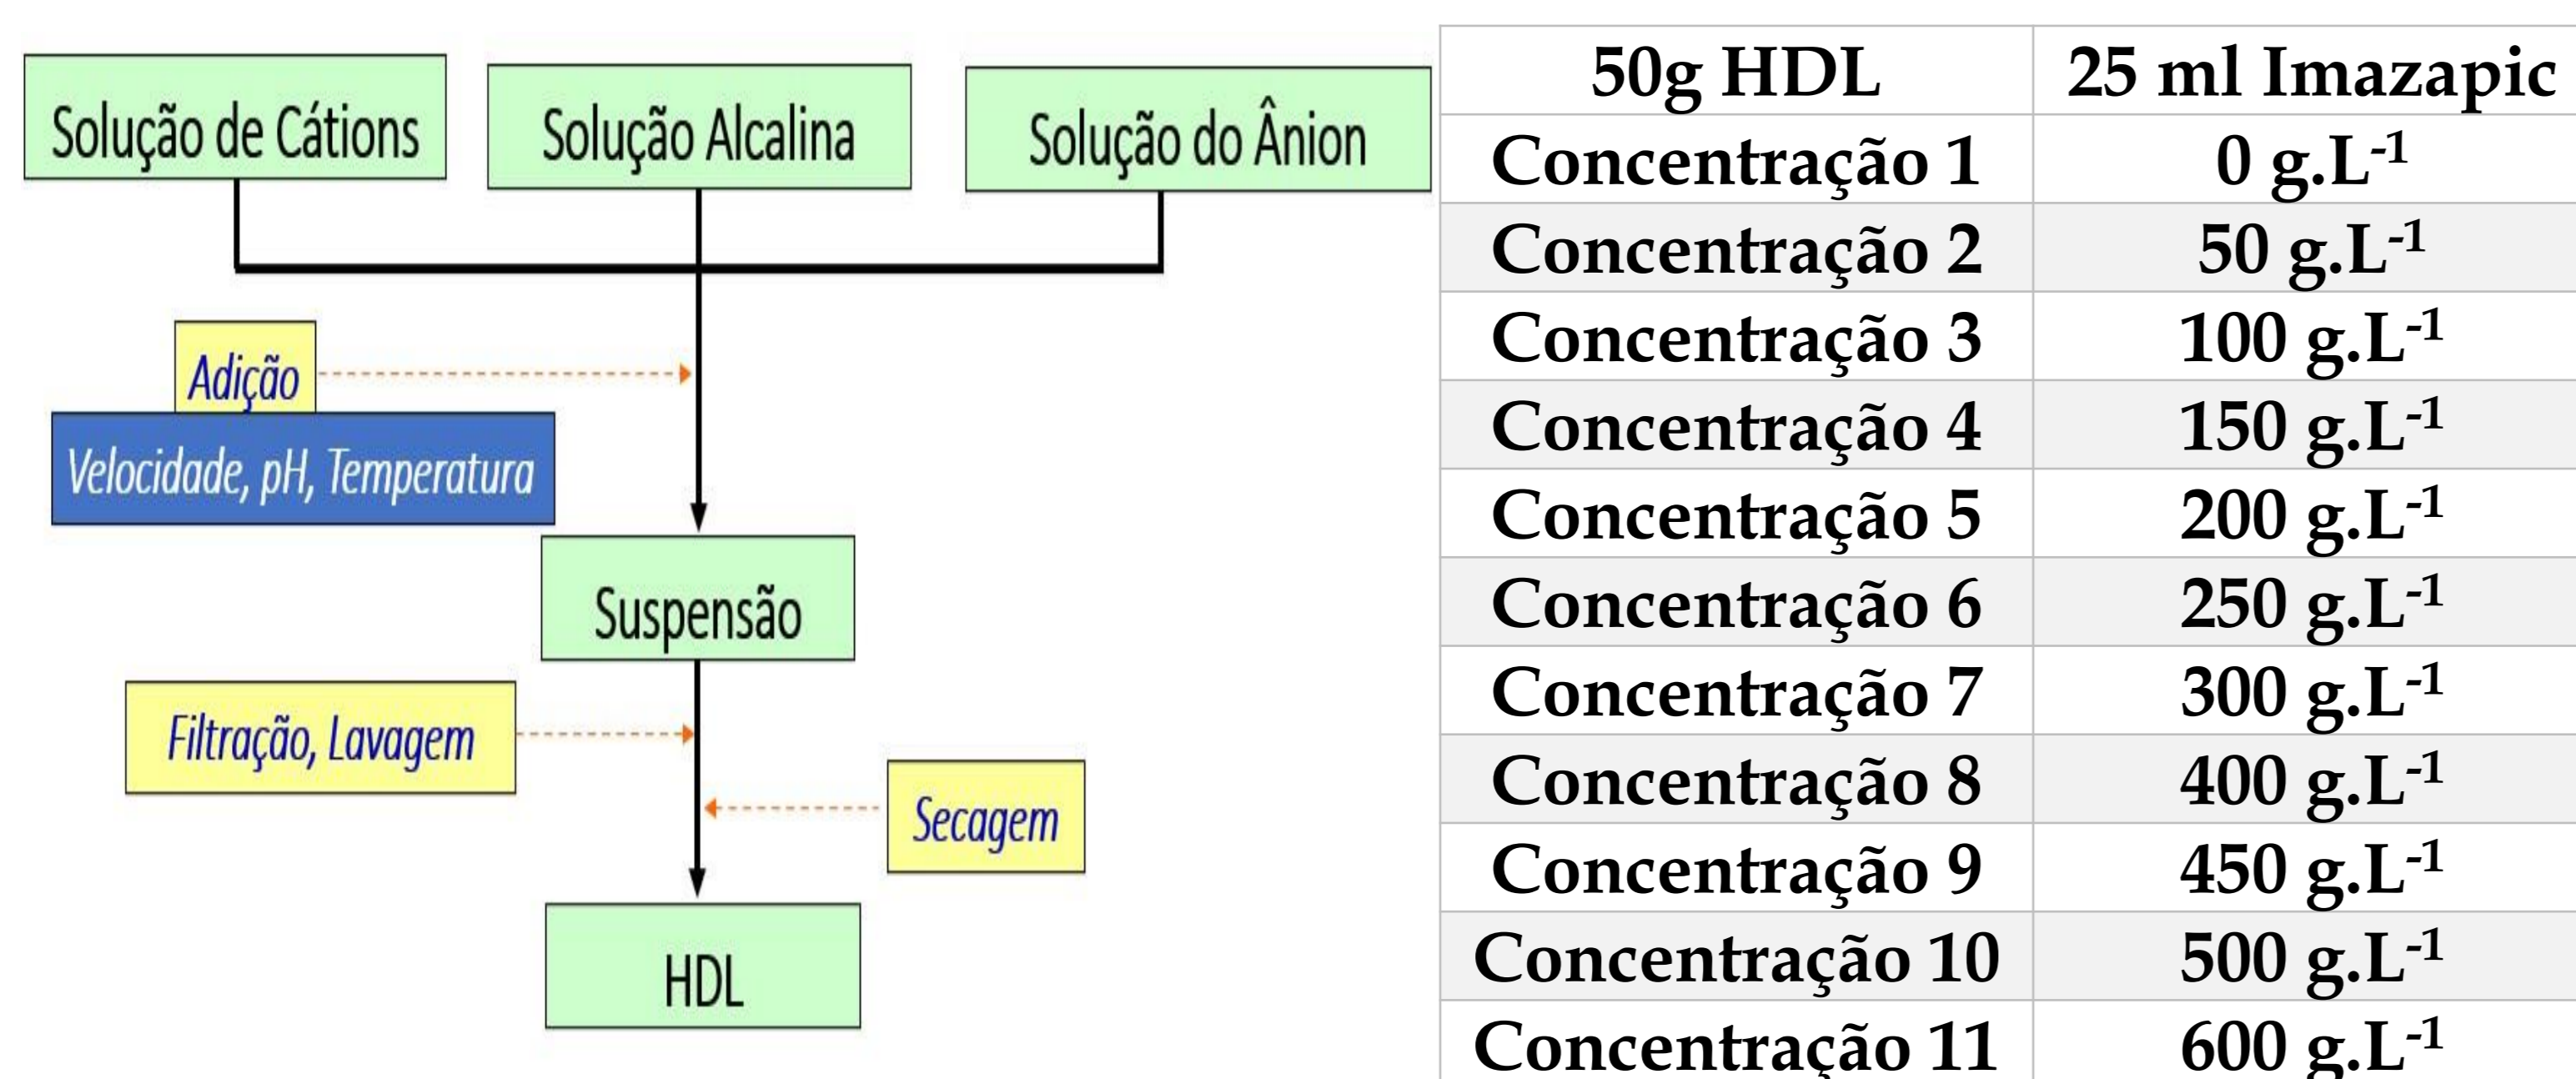 Solução de Cátions
Solução Alcalina
Solução do Ânion
Adição
Velocidade, pH, Temperatura
Suspensão
Filtração, Lavagem
Secagem
HDL
50g HDL 25 ml Imazapic
Concentração 1 0 g.L-1
Concentração 2 50 g.L-1
Concentração 3 100 g.L-1
Concentração 4 150 g.L-1
Concentração 5 200 g.L-1
Concentração 6 250 g.L-1
Concentração 7 300 g.L-1
Concentração 8 400 g.L-1
Concentração 9 450 g.L-1
Concentração 10 500 g.L-1
Concentração 11 600 g.L-1